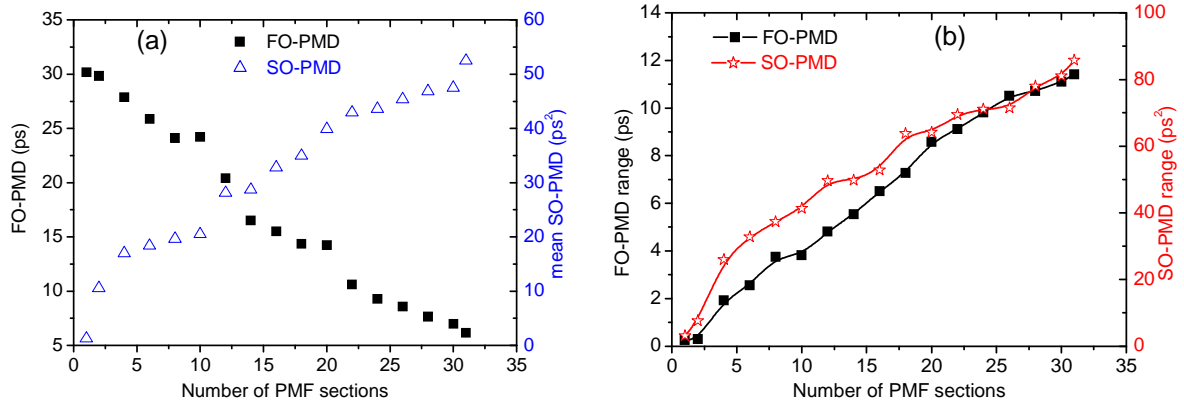 (a)
FO-PMD
SO-PMD
FO-PMD (ps)
35
30
25
20
15
10
5
mean SO-PMD (ps²)
60
50
40
30
20
10
0
0 5 10 15 20 25 30 35
Number of PMF sections
(b)
FO-PMD
SO-PMD
FO-PMD range (ps)
14
12
10
8
6
4
2
0
SO-PMD range (ps²)
100
80
60
40
20
0
0 5 10 15 20 25 30 35
Number of PMF sections